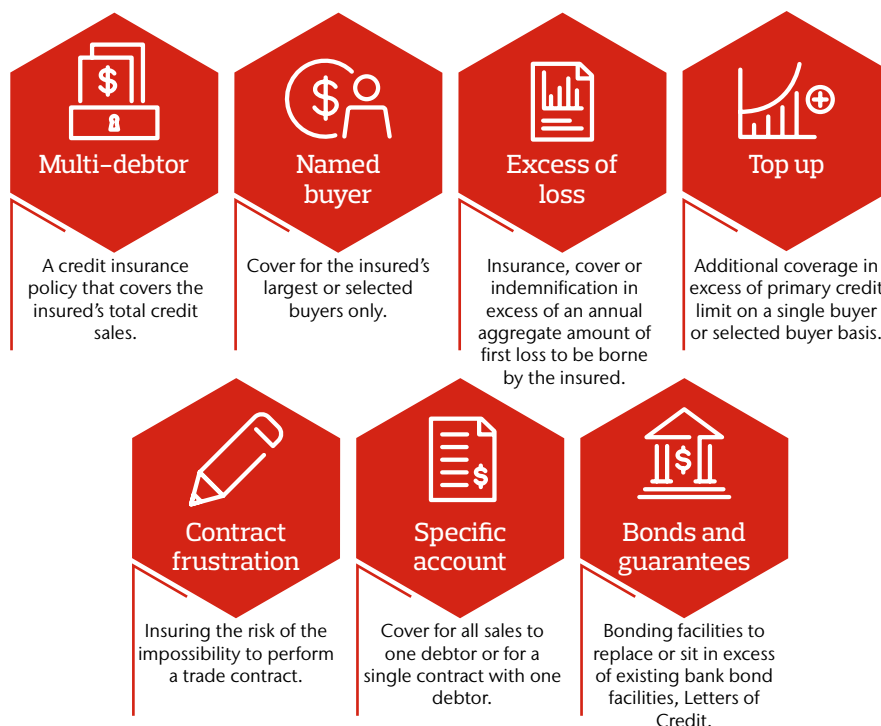 Multi-debtor
A credit insurance
policy that covers the
insured's total credit
sales.
Named
buyer
Cover for the insured's
largest or selected
buyers only.
Excess of
loss
Insurance, cover or
indemnification in
excess of an annual
aggregate amount of
first loss to be borne
by the insured.
Top up
Additional coverage in
excess of primary credit
limit on a single buyer
or selected buyer basis.
Contract
frustration
Insuring the risk of the
impossibility to perform
a trade contract.
Specific
account
Cover for all sales to
one debtor or for a
single contract with one
debtor.
Bonds and
guarantees
Bonding facilities to
replace or sit in excess
of existing bank bond
facilities, Letters of
Credit.